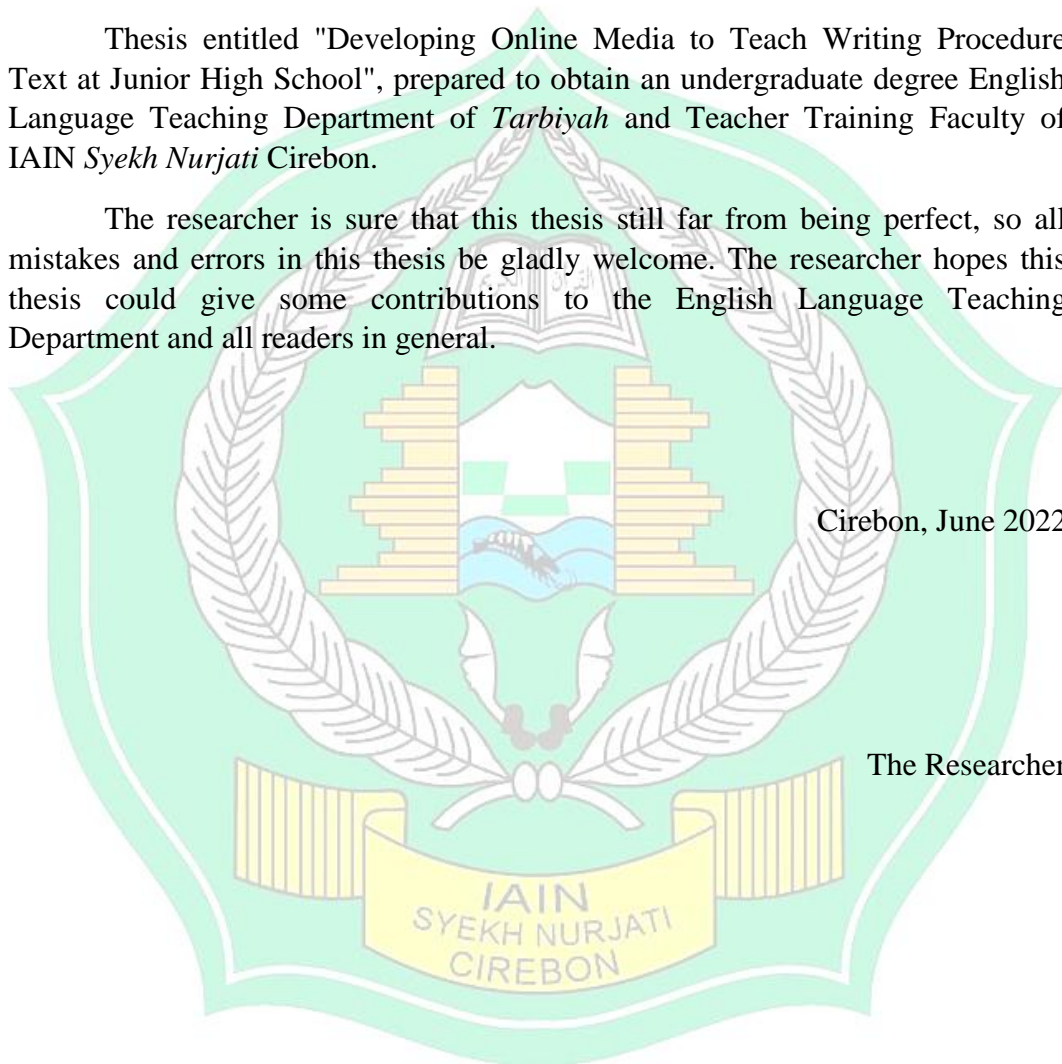 Thesis entitled "Developing Online Media to Teach Writing Procedure
Text at Junior High School", prepared to obtain an undergraduate degree English
Language Teaching Department of Tarbiyah and Teacher Training Faculty of
IAIN Syekh Nurjati Cirebon.
The researcher is sure that this thesis still far from being perfect, so all
mistakes and errors in this thesis be gladly welcome. The researcher hopes this
thesis could give some contributions to the English Language Teaching
Department and all readers in general.
Cirebon, June 2022
The Researcher
IAIN
SYEKH NURJATI
CIREBON